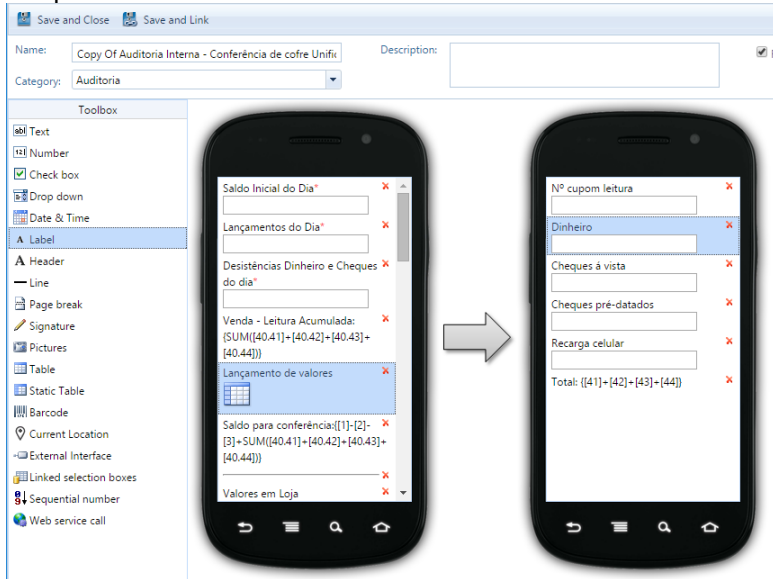 Save and Close Save and Link
Name: Copy Of Auditoria Interna - Conferência de cofre Unific
Description:
Category: Auditoria
Toolbox
Text
Number
Check box
Drop down
Date & Time
Label
Header
Line
Page break
Signature
Pictures
Table
Static Table
Barcode
Current Location
External Interface
Linked selection boxes
Sequential number
Web service call
Saldo Inicial do Dia*
Lançamentos do Dia*
Desistências Dinheiro e Cheques
do dia*
Venda - Leitura Acumulada:
{SUM([40.41]+[40.42]+[40.43]+
[40.44])}
Lançamento de valores
Saldo para conferência:{[1]-[2]-
[3]+SUM([40.41]+[40.42]+[40.43]+
[40.44])}
Valores em Loja
Nº cupom leitura
Dinheiro
Cheques á vista
Cheques pré-datados
Recarga celular
Total: {[41]+[42]+[43]+[44]}